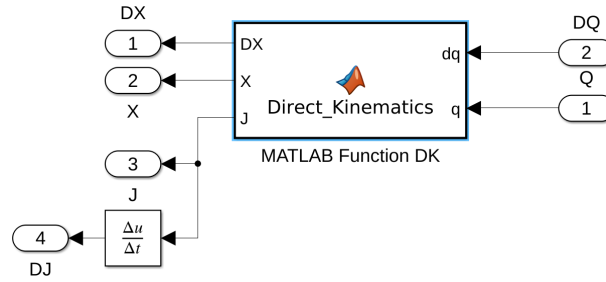 DX
1
DX
DQ
dq
2
2
X
X
Q
Direct_Kinematics
q
1
J
MATLAB Function DK
3
J
Δu
Δt
4
DJ